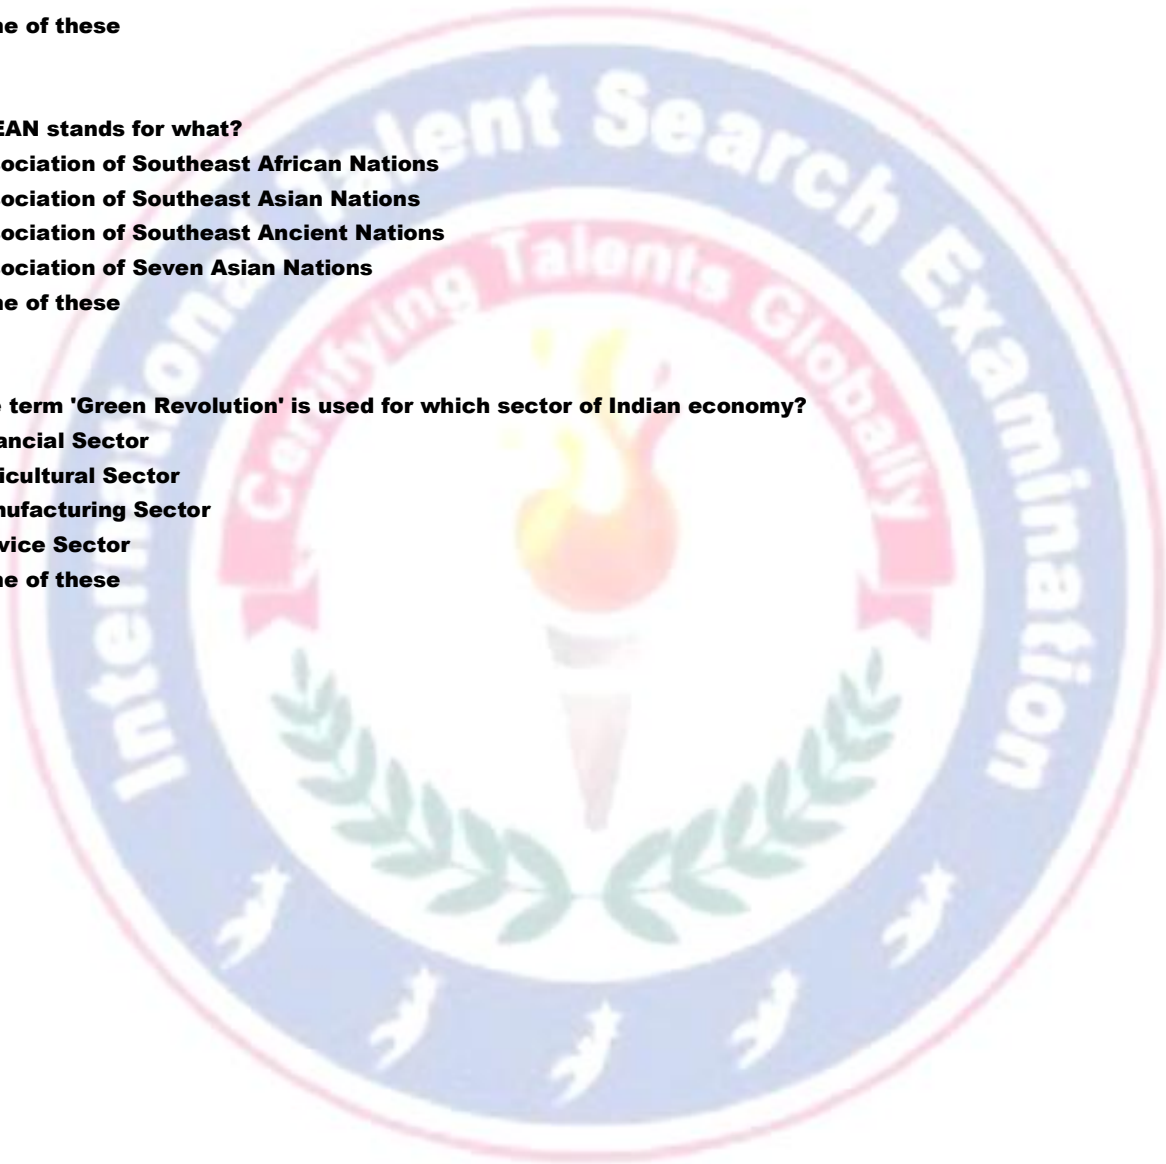 ne of these
EAN stands for what?
ociation of Southeast African Nations
ociation of Southeast Asian Nations
ociation of Southeast Ancient Nations
ociation of Seven Asian Nations
ne of these
e term 'Green Revolution' is used for which sector of Indian economy?
ancial Sector
icultural Sector
nufacturing Sector
vice Sector
ne of these
International Talent Search Examination
Certifying Talents Globally